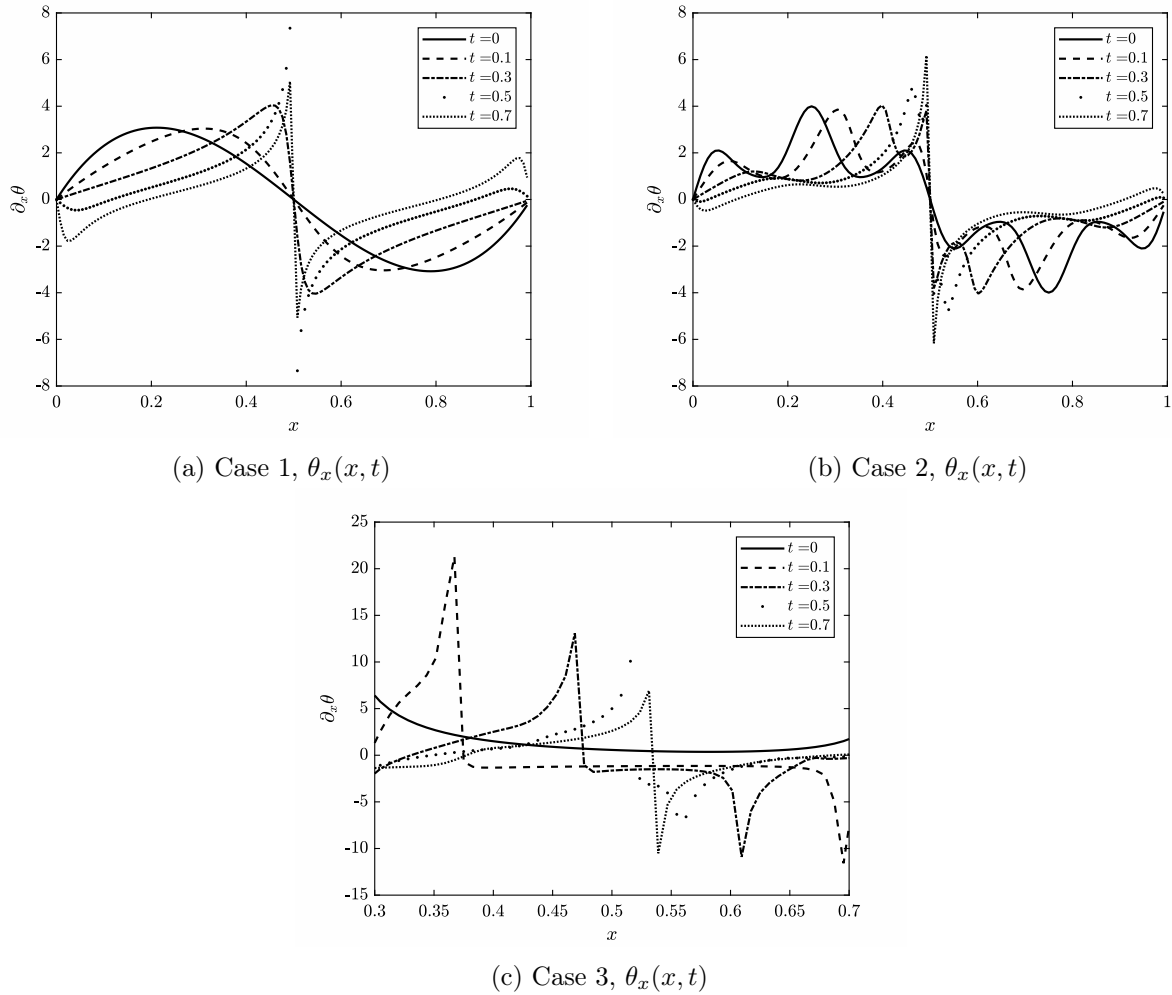 8
6
4
2
0
-2
-4
-6
-8
∂ₓθ
0
0.2
0.4
0.6
0.8
1
x
t =0
t =0.1
t =0.3
t =0.5
t =0.7
(a) Case 1, θₓ(x, t)
8
6
4
2
0
-2
-4
-6
-8
∂ₓθ
0
0.2
0.4
0.6
0.8
1
x
t =0
t =0.1
t =0.3
t =0.5
t =0.7
(b) Case 2, θₓ(x, t)
25
20
15
10
5
0
-5
-10
-15
∂ₓθ
0.3
0.35
0.4
0.45
0.5
0.55
0.6
0.65
0.7
x
t =0
t =0.1
t =0.3
t =0.5
t =0.7
(c) Case 3, θₓ(x, t)